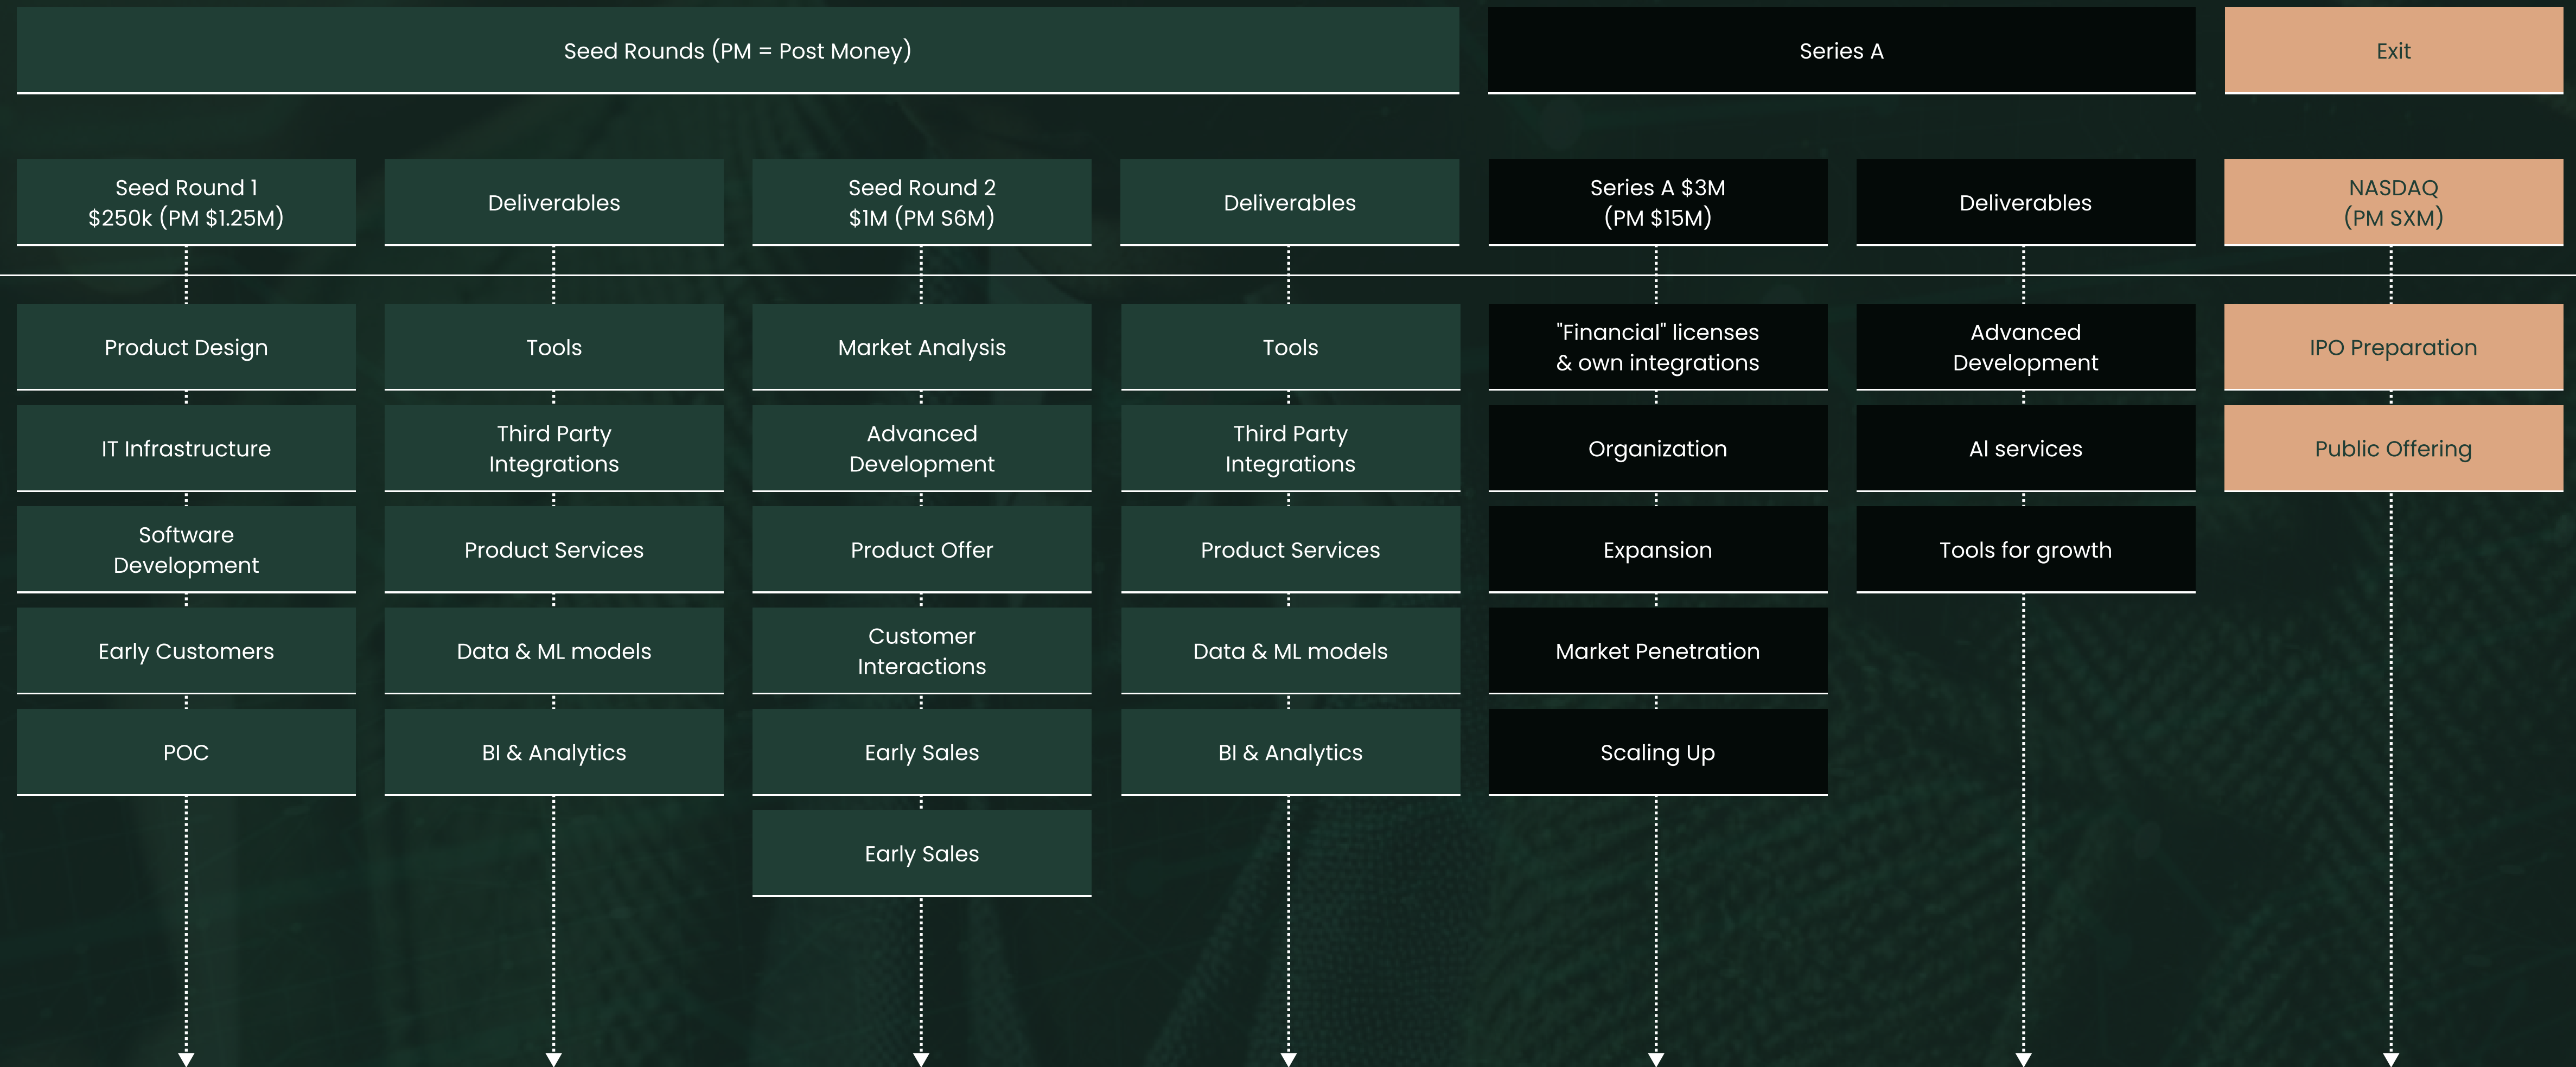 Seed Rounds (PM = Post Money)
Series A
Exit
Seed Round 1
$250k (PM $1.25M)
Deliverables
Seed Round 2
$1M (PM S6M)
Deliverables
Series A $3M
(PM $15M)
Deliverables
NASDAQ
(PM SXM)
Product Design
IT Infrastructure
Software
Development
Early Customers
POC
Tools
Third Party
Integrations
Product Services
Data & ML models
BI & Analytics
Market Analysis
Advanced
Development
Product Offer
Customer
Interactions
Early Sales
Early Sales
Tools
Third Party
Integrations
Product Services
Data & ML models
BI & Analytics
"Financial" licenses
& own integrations
Organization
Expansion
Market Penetration
Scaling Up
Advanced
Development
AI services
Tools for growth
IPO Preparation
Public Offering